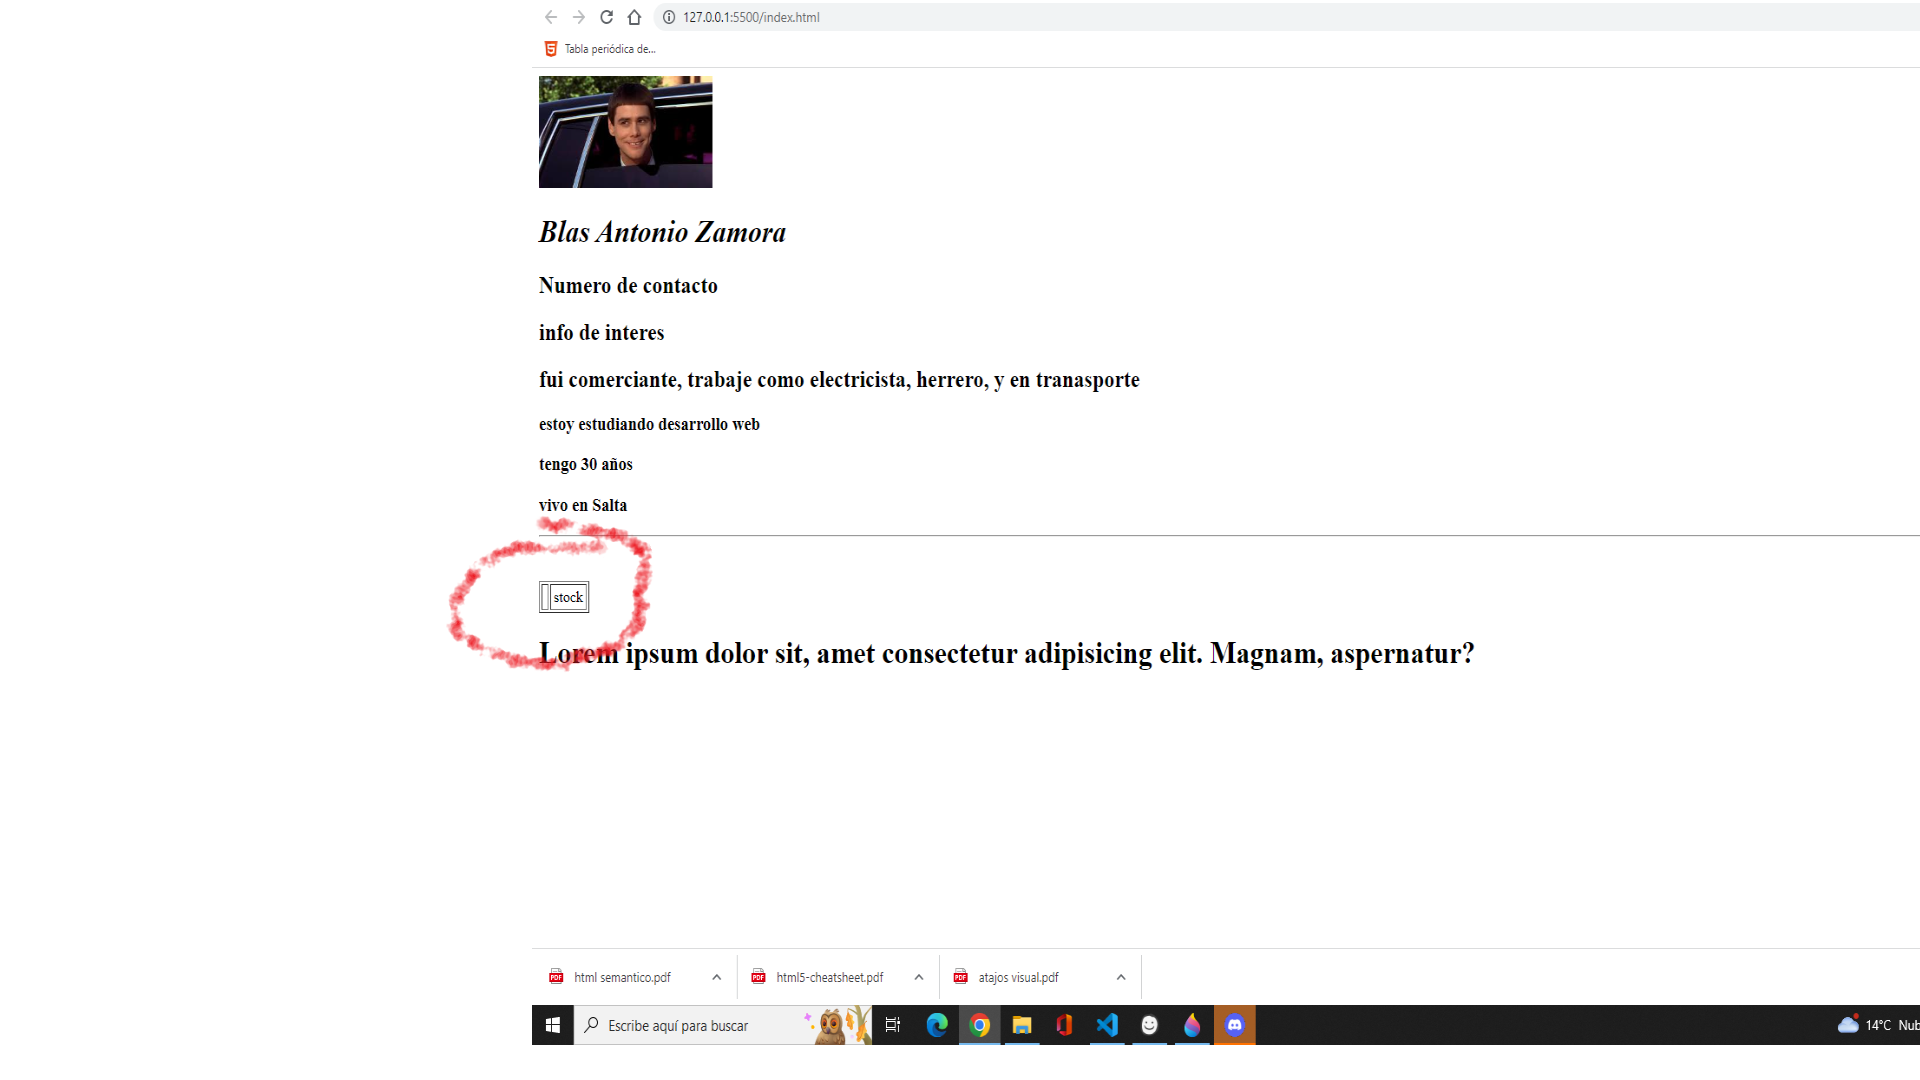 127.0.0.1:5500/index.html
Tabla periódica de...
Blas Antonio Zamora
Numero de contacto
info de interes
fui comerciante, trabaje como electricista, herrero, y en tranasporte
estoy estudiando desarrollo web
tengo 30 años
vivo en Salta
stock
Lorem ipsum dolor sit, amet consectetur adipisicing elit. Magnam, aspernatur?
html semantico.pdf
html5-cheatsheet.pdf
atajos visual.pdf
Escribe aquí para buscar
14°C Nub